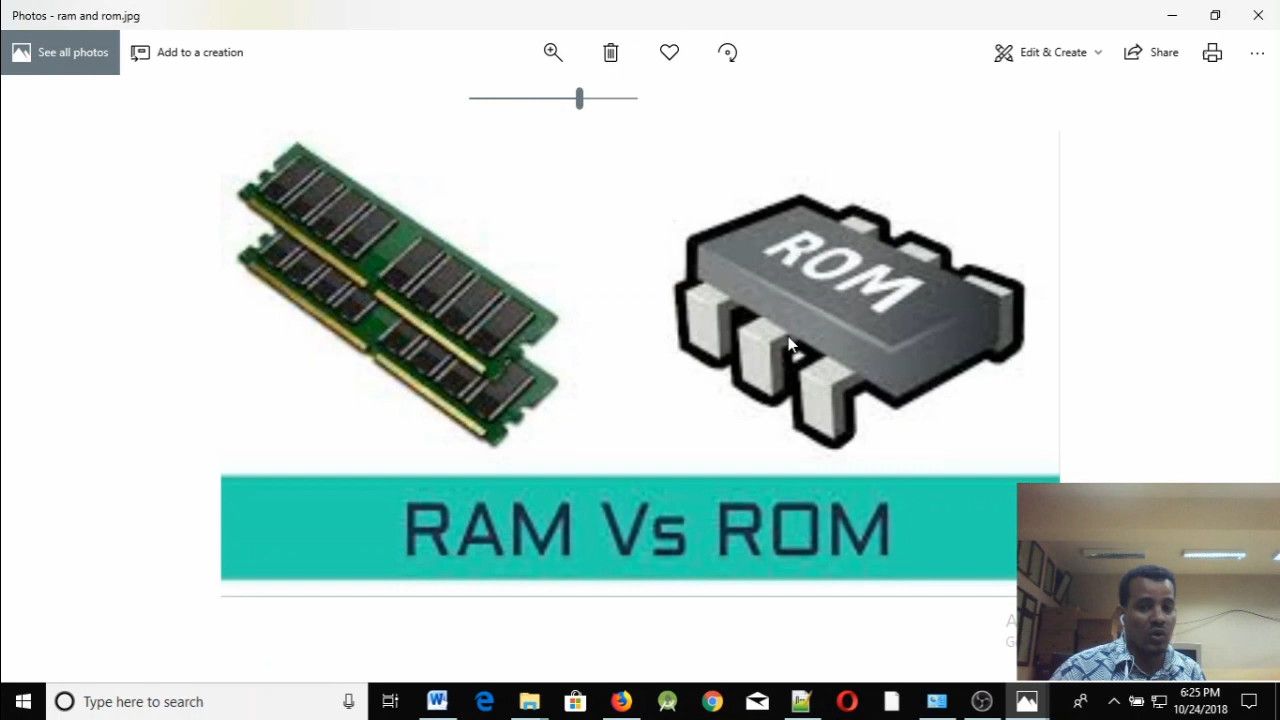 Photos - ram and rom.jpg
See all photos
Add to a creation
Edit & Create
Share
ROM
RAM Vs ROM
Type here to search
6:25 PM
10/24/2018